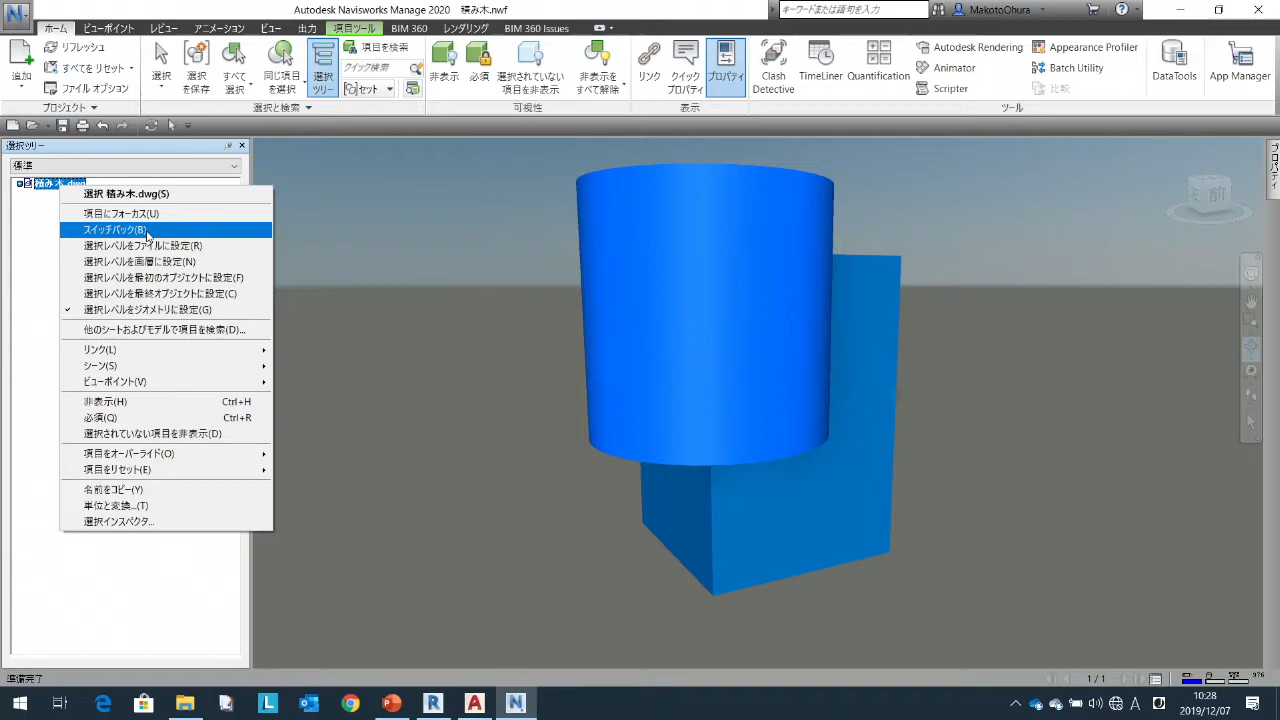 Autodesk Navisworks Manage 2020 積み木.nwf
キーワードまたは語句を入力
MakotoOhura
ホーム ビューポイント レビュー アニメーション ビュー 出力 項目ツール BIM 360 レンダリング BIM 360 Issues
追加
リフレッシュ
すべてをリセット
ファイル オプション
プロジェクト
選択
選択を保存
すべて選択
同じ項目を選択
選択ツリー
項目を検索
クイック検索
セット
選択と検索
非表示
必須
選択されていない項目を非表示
非表示をすべて解除
可視性
リンク
クイックプロパティ
プロパティ
表示
Clash Detective
TimeLiner
Quantification
Autodesk Rendering
Animator
Scripter
Appearance Profiler
Batch Utility
比較
ツール
DataTools
App Manager
選択ツリー
標準
積み木.dwg
選択 積み木.dwg(S)
項目にフォーカス(U)
スイッチバック(B)
選択レベルをファイルに設定(R)
選択レベルを画層に設定(N)
選択レベルを最初のオブジェクトに設定(F)
選択レベルを最終オブジェクトに設定(C)
選択レベルをジオメトリに設定(G)
他のシートおよびモデルで項目を検索(D)...
リンク(L)
シーン(S)
ビューポイント(V)
非表示(H) Ctrl+H
必須(Q) Ctrl+R
選択されていない項目を非表示(D)
項目をオーバーライド(O)
項目をリセット(E)
名前をコピー(Y)
単位と変換...(T)
選択インスペクタ...
左 前
プロパティ
準備完了
1 / 1
976
10:28
2019/12/07